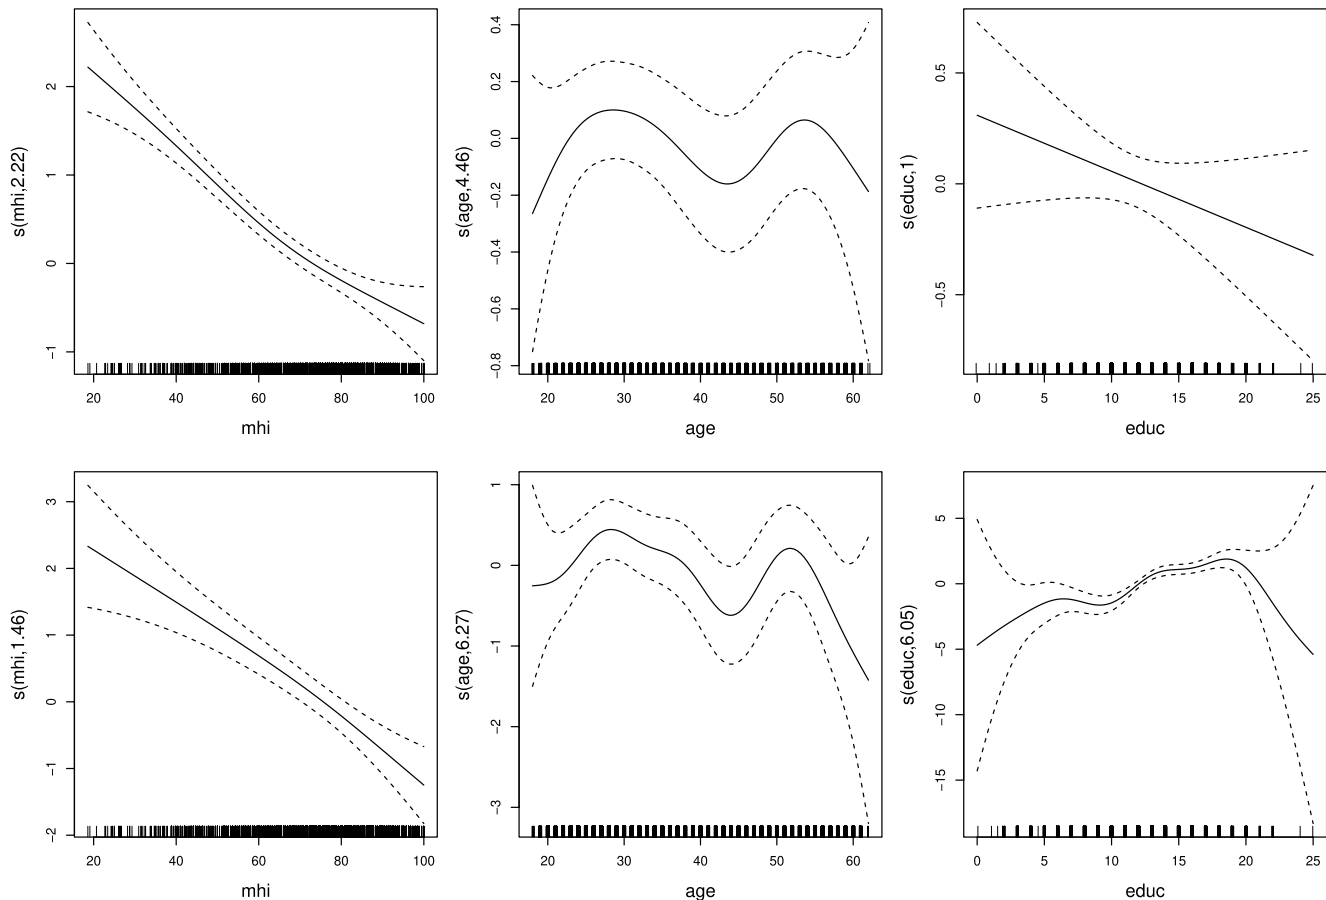 s(mhi,2.22)
2
1
0
−1
20 40 60 80 100
mhi
s(age,4.46)
0.4
0.2
0.0
−0.2
−0.4
−0.6
−0.8
20 30 40 50 60
age
s(educ,1)
0.5
0.0
−0.5
0 5 10 15 20 25
educ
s(mhi,1.46)
3
2
1
0
−1
−2
20 40 60 80 100
mhi
s(age,6.27)
1
0
−1
−2
−3
20 30 40 50 60
age
s(educ,6.05)
5
0
−5
−10
−15
0 5 10 15 20 25
educ